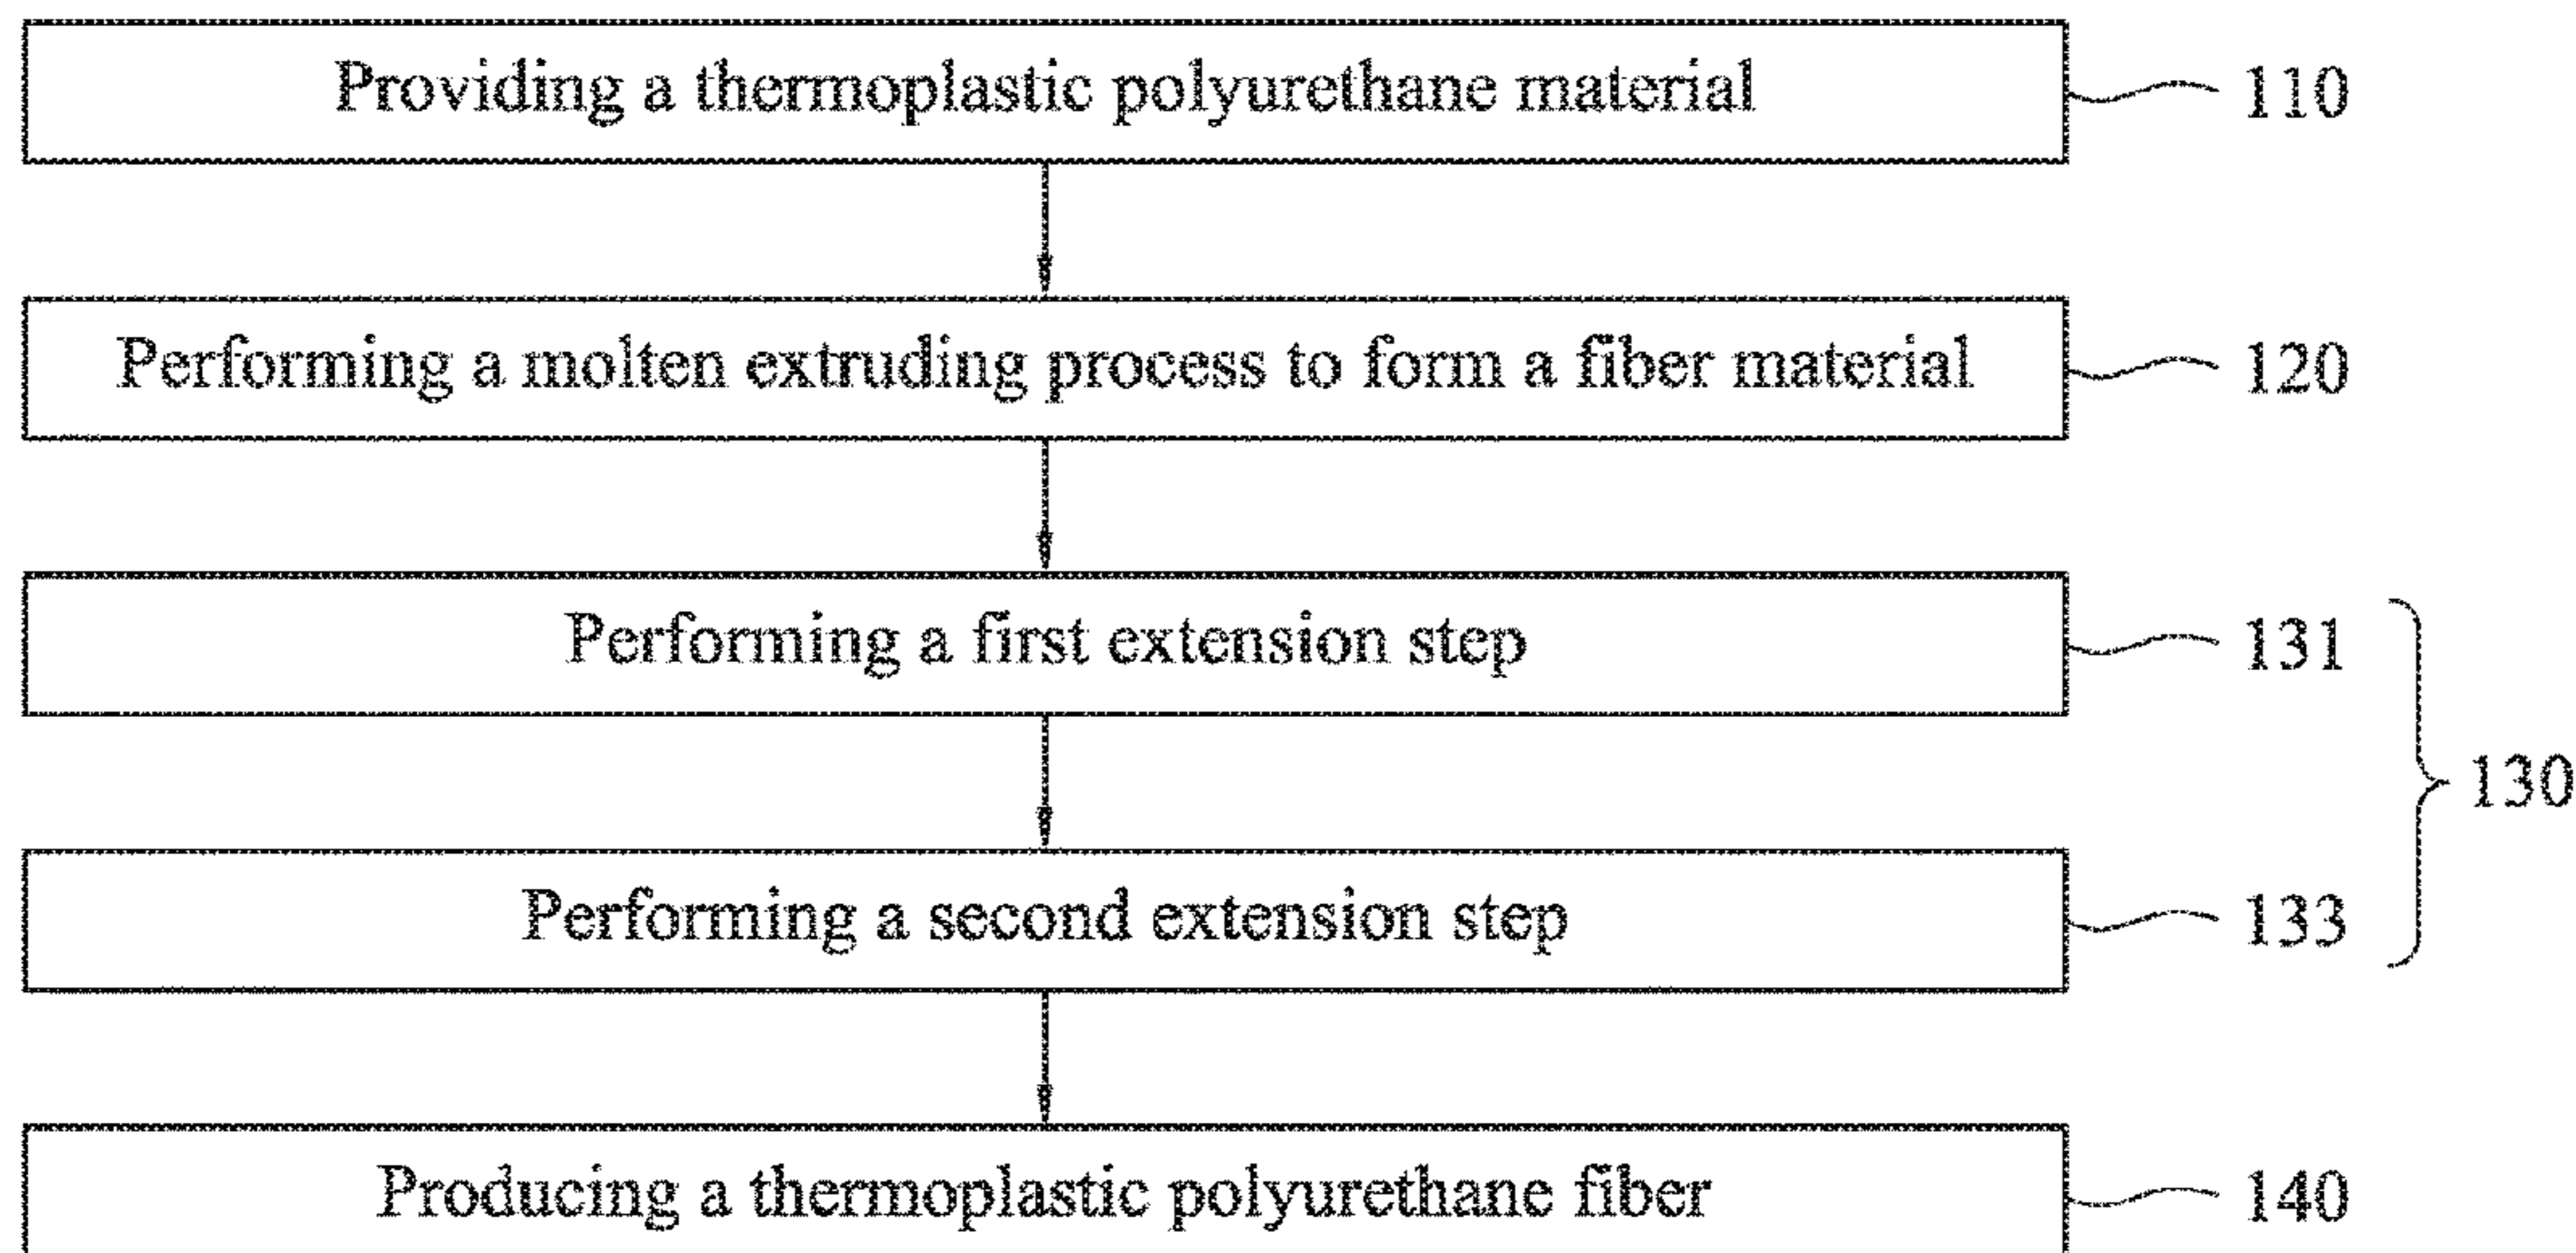 Providing a thermoplastic polyurethane material
110
Performing a molten extruding process to form a fiber material
120
Performing a first extension step
131
130
Performing a second extension step
133
Producing a thermoplastic polyurethane fiber
140